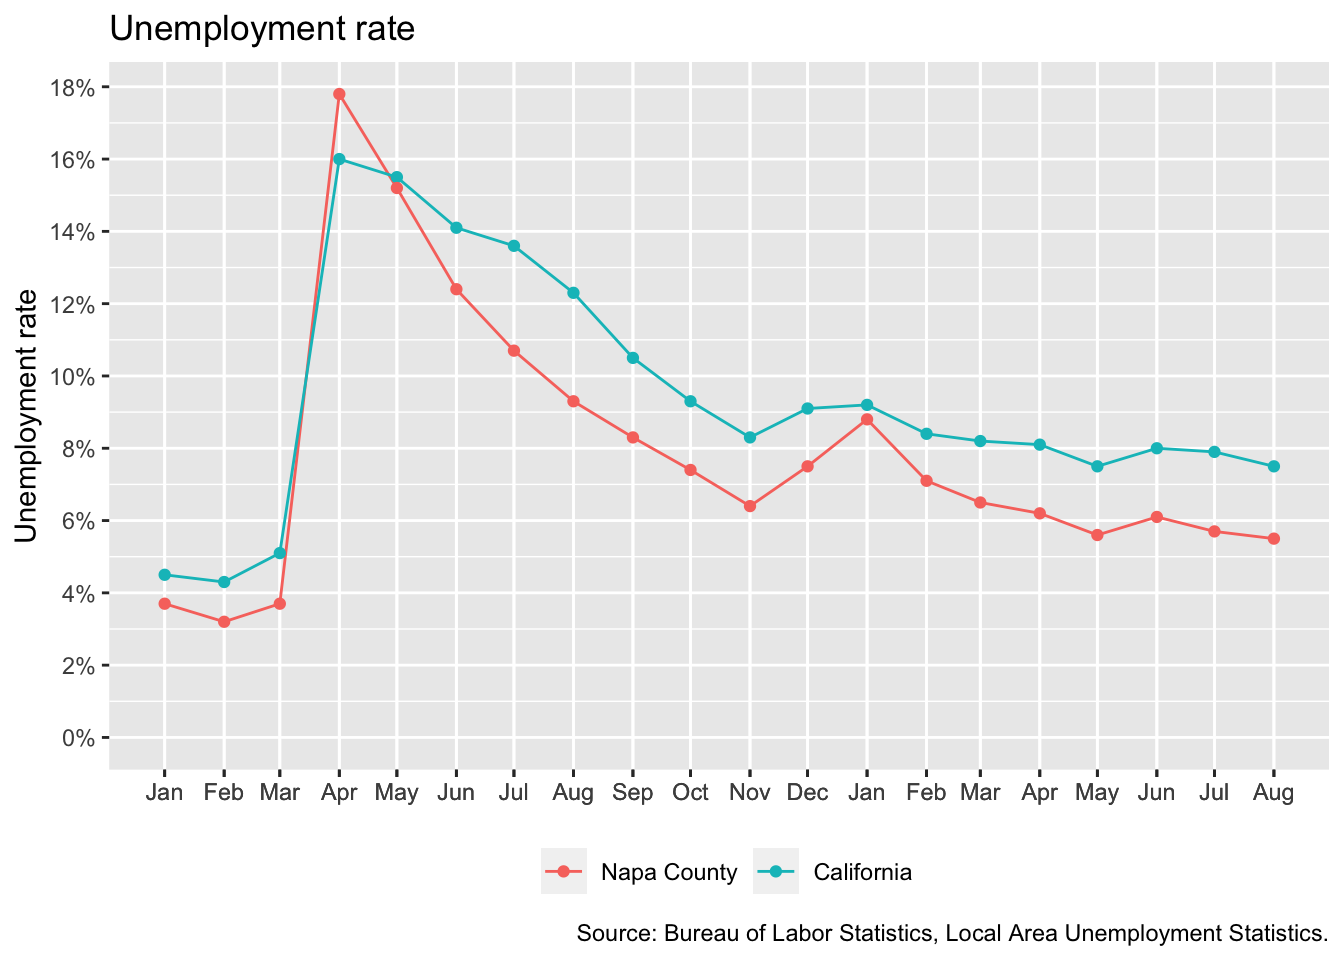 Unemployment rate
Unemployment rate
18%
16%
14%
12%
10%
8%
6%
4%
2%
0%
Jan Feb Mar Apr May Jun Jul Aug Sep Oct Nov Dec Jan Feb Mar Apr May Jun Jul Aug
Napa County California
Source: Bureau of Labor Statistics, Local Area Unemployment Statistics.